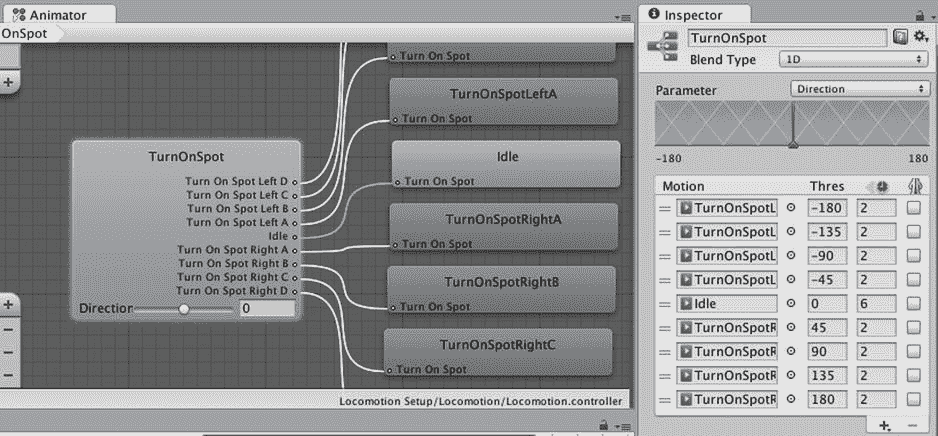 Animator
OnSpot
Turn On Spot
TurnOnSpotLeftA
Turn On Spot
TurnOnSpot
Idle
Turn On Spot Left D
Turn On Spot
Turn On Spot Left C
Turn On Spot Left B
Turn On Spot Left A
TurnOnSpotRightA
Idle
Turn On Spot Right A
Turn On Spot
Turn On Spot Right B
Turn On Spot Right C
TurnOnSpotRightB
Turn On Spot Right D
Direction 0
Turn On Spot
TurnOnSpotRightC
Turn On Spot
Locomotion Setup/Locomotion/Locomotion.controller
Inspector
TurnOnSpot
Blend Type 1D
Parameter Direction
-180 180
Motion Thres
TurnOnSpotL -180 2
TurnOnSpotL -135 2
TurnOnSpotL -90 2
TurnOnSpotL -45 2
Idle 0 6
TurnOnSpotR 45 2
TurnOnSpotR 90 2
TurnOnSpotR 135 2
TurnOnSpotR 180 2